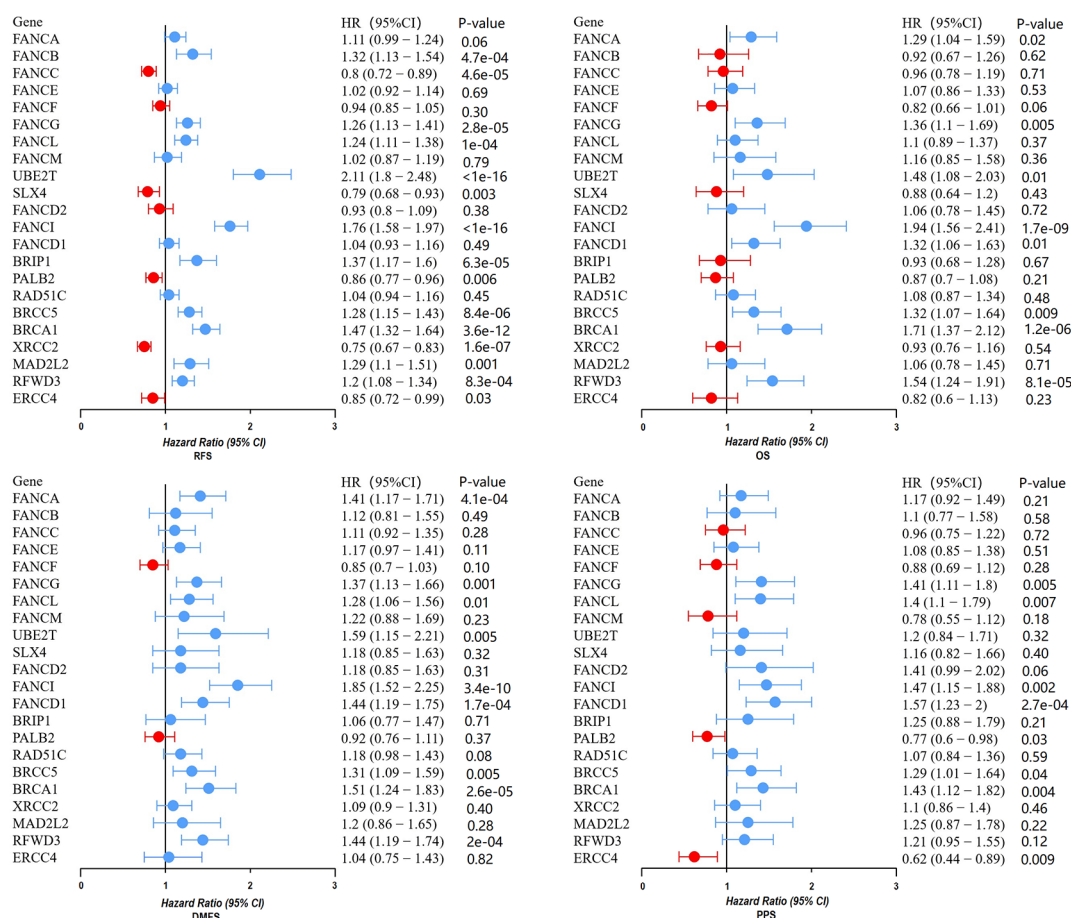 Gene HR (95%CI) P-value
FANCA 1.11 (0.99 − 1.24) 0.06
FANCB 1.32 (1.13 − 1.54) 4.7e-04
FANCC 0.8 (0.72 − 0.89) 4.6e-05
FANCE 1.02 (0.92 − 1.14) 0.69
FANCF 0.94 (0.85 − 1.05) 0.30
FANCG 1.26 (1.13 − 1.41) 2.8e-05
FANCL 1.24 (1.11 − 1.38) 1e-04
FANCM 1.02 (0.87 − 1.19) 0.79
UBE2T 2.11 (1.8 − 2.48) <1e-16
SLX4 0.79 (0.68 − 0.93) 0.003
FANCD2 0.93 (0.8 − 1.09) 0.38
FANCI 1.76 (1.58 − 1.97) <1e-16
FANCD1 1.04 (0.93 − 1.16) 0.49
BRIP1 1.37 (1.17 − 1.6) 6.3e-05
PALB2 0.86 (0.77 − 0.96) 0.006
RAD51C 1.04 (0.94 − 1.16) 0.45
BRCC5 1.28 (1.15 − 1.43) 8.4e-06
BRCA1 1.47 (1.32 − 1.64) 3.6e-12
XRCC2 0.75 (0.67 − 0.83) 1.6e-07
MAD2L2 1.29 (1.1 − 1.51) 0.001
RFWD3 1.2 (1.08 − 1.34) 8.3e-04
ERCC4 0.85 (0.72 − 0.99) 0.03
0 1 2 3
Hazard Ratio (95% CI)
RFS
Gene HR (95%CI) P-value
FANCA 1.29 (1.04 − 1.59) 0.02
FANCB 0.92 (0.67 − 1.26) 0.62
FANCC 0.96 (0.78 − 1.19) 0.71
FANCE 1.07 (0.86 − 1.33) 0.53
FANCF 0.82 (0.66 − 1.01) 0.06
FANCG 1.36 (1.1 − 1.69) 0.005
FANCL 1.1 (0.89 − 1.37) 0.37
FANCM 1.16 (0.85 − 1.58) 0.36
UBE2T 1.48 (1.08 − 2.03) 0.01
SLX4 0.88 (0.64 − 1.2) 0.43
FANCD2 1.06 (0.78 − 1.45) 0.72
FANCI 1.94 (1.56 − 2.41) 1.7e-09
FANCD1 1.32 (1.06 − 1.63) 0.01
BRIP1 0.93 (0.68 − 1.28) 0.67
PALB2 0.87 (0.7 − 1.08) 0.21
RAD51C 1.08 (0.87 − 1.34) 0.48
BRCC5 1.32 (1.07 − 1.64) 0.009
BRCA1 1.71 (1.37 − 2.12) 1.2e-06
XRCC2 0.93 (0.76 − 1.16) 0.54
MAD2L2 1.06 (0.78 − 1.45) 0.71
RFWD3 1.54 (1.24 − 1.91) 8.1e-05
ERCC4 0.82 (0.6 − 1.13) 0.23
0 1 2 3
Hazard Ratio (95% CI)
OS
Gene HR (95%CI) P-value
FANCA 1.41 (1.17 − 1.71) 4.1e-04
FANCB 1.12 (0.81 − 1.55) 0.49
FANCC 1.11 (0.92 − 1.35) 0.28
FANCE 1.17 (0.97 − 1.41) 0.11
FANCF 0.85 (0.7 − 1.03) 0.10
FANCG 1.37 (1.13 − 1.66) 0.001
FANCL 1.28 (1.06 − 1.56) 0.01
FANCM 1.22 (0.88 − 1.69) 0.23
UBE2T 1.59 (1.15 − 2.21) 0.005
SLX4 1.18 (0.85 − 1.63) 0.32
FANCD2 1.18 (0.85 − 1.63) 0.31
FANCI 1.85 (1.52 − 2.25) 3.4e-10
FANCD1 1.44 (1.19 − 1.75) 1.7e-04
BRIP1 1.06 (0.77 − 1.47) 0.71
PALB2 0.92 (0.76 − 1.11) 0.37
RAD51C 1.18 (0.98 − 1.43) 0.08
BRCC5 1.31 (1.09 − 1.59) 0.005
BRCA1 1.51 (1.24 − 1.83) 2.6e-05
XRCC2 1.09 (0.9 − 1.31) 0.40
MAD2L2 1.2 (0.86 − 1.65) 0.28
RFWD3 1.44 (1.19 − 1.74) 2e-04
ERCC4 1.04 (0.75 − 1.43) 0.82
0 1 2 3
Hazard Ratio (95% CI)
DMFS
Gene HR (95%CI) P-value
FANCA 1.17 (0.92 − 1.49) 0.21
FANCB 1.1 (0.77 − 1.58) 0.58
FANCC 0.96 (0.75 − 1.22) 0.72
FANCE 1.08 (0.85 − 1.38) 0.51
FANCF 0.88 (0.69 − 1.12) 0.28
FANCG 1.41 (1.11 − 1.8) 0.005
FANCL 1.4 (1.1 − 1.79) 0.007
FANCM 0.78 (0.55 − 1.12) 0.18
UBE2T 1.2 (0.84 − 1.71) 0.32
SLX4 1.16 (0.82 − 1.66) 0.40
FANCD2 1.41 (0.99 − 2.02) 0.06
FANCI 1.47 (1.15 − 1.88) 0.002
FANCD1 1.57 (1.23 − 2) 2.7e-04
BRIP1 1.25 (0.88 − 1.79) 0.21
PALB2 0.77 (0.6 − 0.98) 0.03
RAD51C 1.07 (0.84 − 1.36) 0.59
BRCC5 1.29 (1.01 − 1.64) 0.04
BRCA1 1.43 (1.12 − 1.82) 0.004
XRCC2 1.1 (0.86 − 1.4) 0.46
MAD2L2 1.25 (0.87 − 1.78) 0.22
RFWD3 1.21 (0.95 − 1.55) 0.12
ERCC4 0.62 (0.44 − 0.89) 0.009
0 1 2 3
Hazard Ratio (95% CI)
PPS